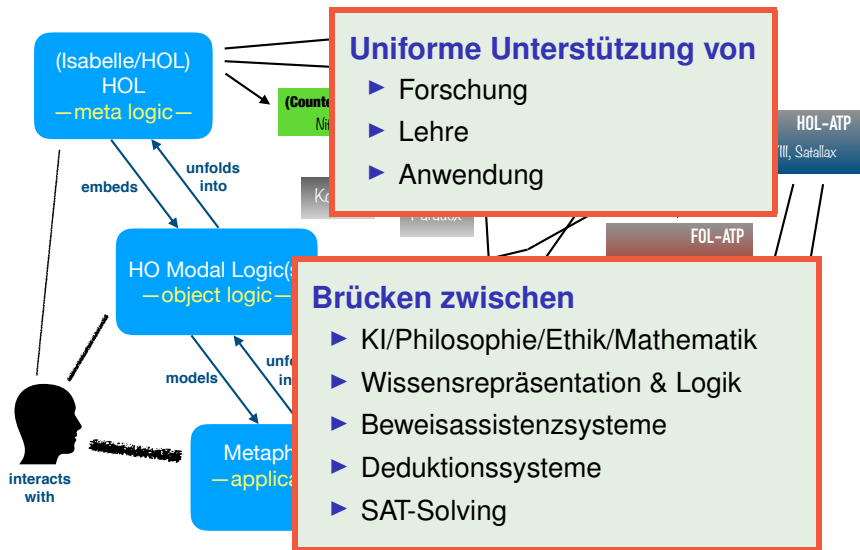 (Isabelle/HOL)
HOL
—meta logic—
embeds
unfolds
into
HO Modal Logic(
—object logic—
models
interacts
with
Uniforme Unterstützung von
► Forschung
► Lehre
► Anwendung
HOL-ATP
Satallax
FOL-ATP
Brücken zwischen
► KI/Philosophie/Ethik/Mathematik
► Wissensrepräsentation & Logik
► Beweisassistenzsysteme
► Deduktionssysteme
► SAT-Solving